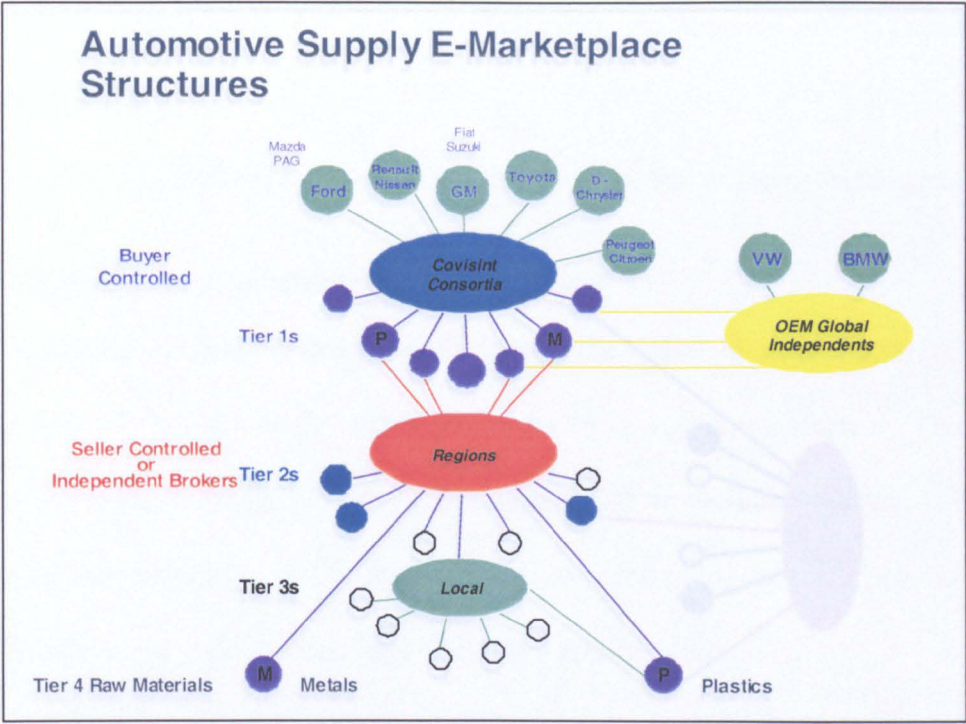 Automotive Supply E-Marketplace
Structures
Mazda
PAG
Fiat
Suzuki
Ford
Renault
Nissan
GM
Toyota
D -
Chrysler
Peugeot
Citroen
VW
BMW
Buyer
Controlled
Covisint
Consortia
OEM Global
Independents
Tier 1s
P
M
Seller Controlled
or
Independent Brokers
Regions
Tier 2s
Tier 3s
Local
Tier 4 Raw Materials
M
Metals
P
Plastics